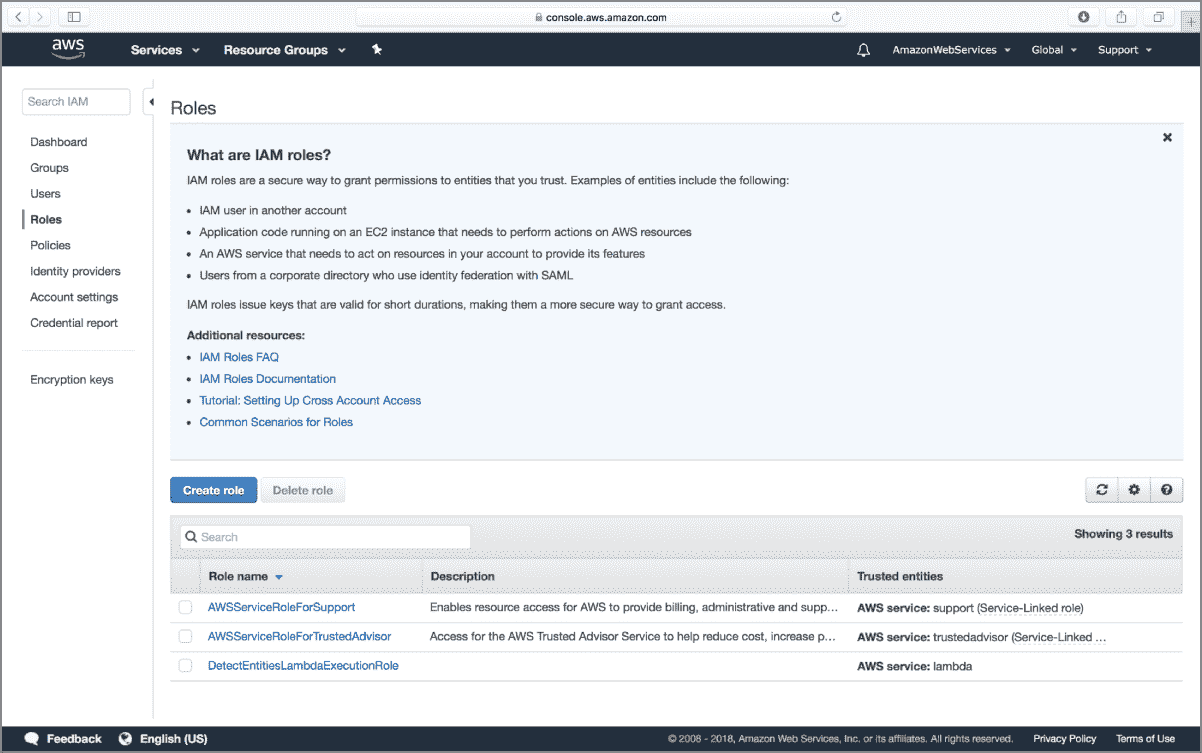 console.aws.amazon.com
aws Services Resource Groups AmazonWebServices Global Support
Search IAM
Dashboard
Groups
Users
Roles
Policies
Identity providers
Account settings
Credential report
Encryption keys
Roles
What are IAM roles?
IAM roles are a secure way to grant permissions to entities that you trust. Examples of entities include the following:
• IAM user in another account
• Application code running on an EC2 instance that needs to perform actions on AWS resources
• An AWS service that needs to act on resources in your account to provide its features
• Users from a corporate directory who use identity federation with SAML
IAM roles issue keys that are valid for short durations, making them a more secure way to grant access.
Additional resources:
• IAM Roles FAQ
• IAM Roles Documentation
• Tutorial: Setting Up Cross Account Access
• Common Scenarios for Roles
Create role Delete role
Search Showing 3 results
Role name Description Trusted entities
AWSServiceRoleForSupport Enables resource access for AWS to provide billing, administrative and supp... AWS service: support (Service-Linked role)
AWSServiceRoleForTrustedAdvisor Access for the AWS Trusted Advisor Service to help reduce cost, increase p... AWS service: trustedadvisor (Service-Linked ...
DetectEntitiesLambdaExecutionRole AWS service: lambda
Feedback English (US) © 2008 - 2018, Amazon Web Services, Inc. or its affiliates. All rights reserved. Privacy Policy Terms of Use